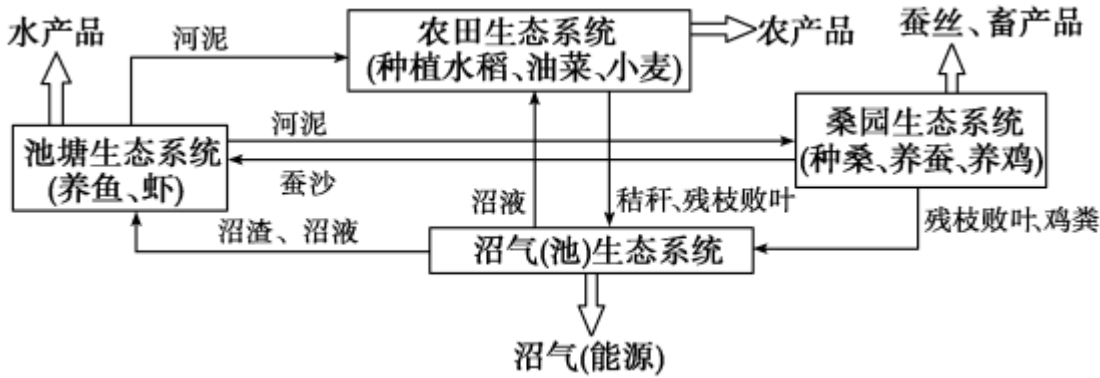 水产品
河泥
农田生态系统
(种植水稻、油菜、小麦)
农产品
蚕丝、畜产品
池塘生态系统
(养鱼、虾)
河泥
蚕沙
桑园生态系统
(种桑、养蚕、养鸡)
沼渣、沼液
沼液
秸秆、残枝败叶
残枝败叶、鸡粪
沼气(池)生态系统
沼气(能源)